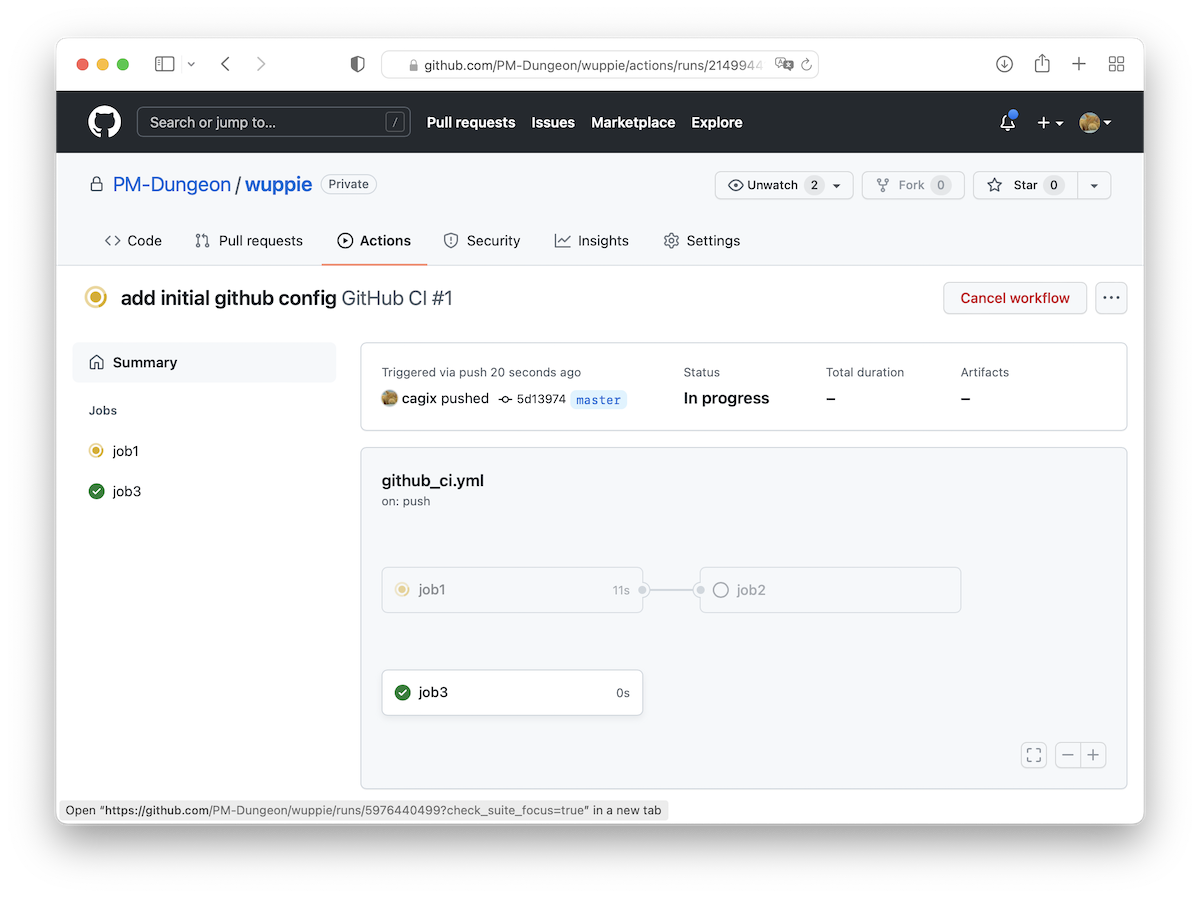 github.com/PM-Dungeon/wuppie/actions/runs/2149944
Search or jump to... /
Pull requests Issues Marketplace Explore
PM-Dungeon / wuppie Private
Unwatch 2 Fork 0 Star 0
Code Pull requests Actions Security Insights Settings
add initial github config GitHub CI #1
Cancel workflow
Summary
Jobs
job1
job3
Triggered via push 20 seconds ago
cagix pushed 5d13974 master
Status
In progress
Total duration
–
Artifacts
–
github_ci.yml
on: push
job1 11s
job2
job3 0s
Open “https://github.com/PM-Dungeon/wuppie/runs/5976440499?check_suite_focus=true” in a new tab